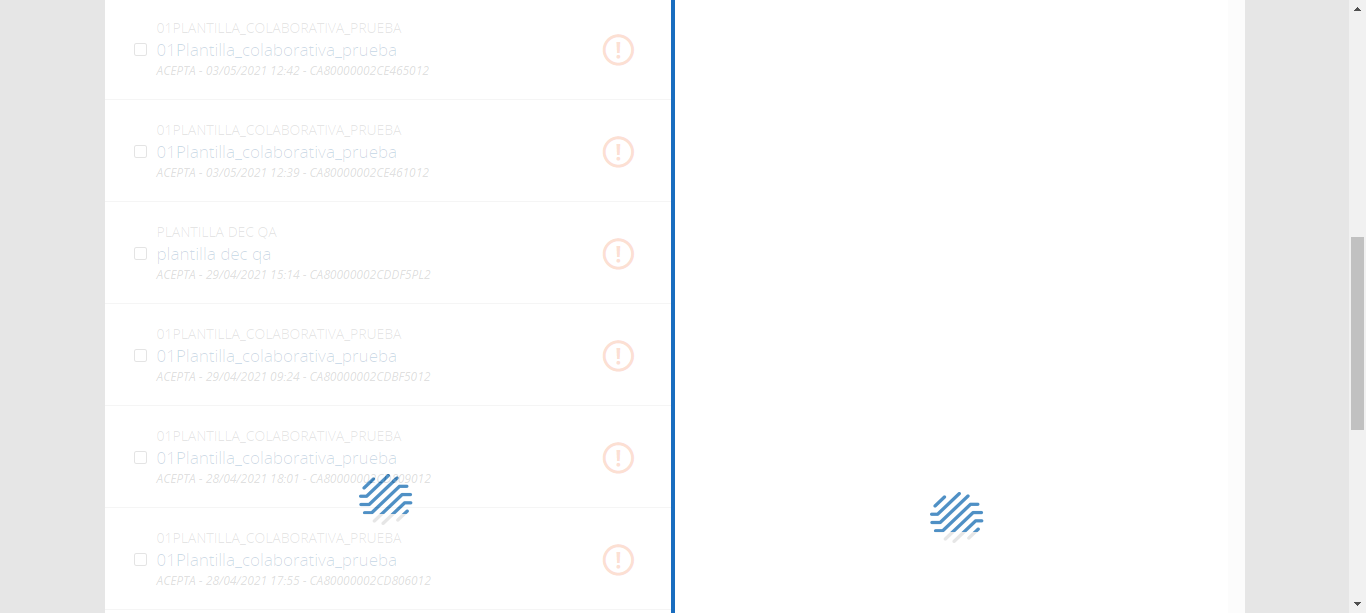 01PLANTILLA_COLABORATIVA_PRUEBA
01Plantilla_colaborativa_prueba
ACEPTA - 03/05/2021 12:42 - CA80000002CE465012
01PLANTILLA_COLABORATIVA_PRUEBA
01Plantilla_colaborativa_prueba
ACEPTA - 03/05/2021 12:39 - CA80000002CE461012
PLANTILLA DEC QA
plantilla dec qa
ACEPTA - 29/04/2021 15:14 - CA80000002CDDF5PL2
01PLANTILLA_COLABORATIVA_PRUEBA
01Plantilla_colaborativa_prueba
ACEPTA - 29/04/2021 09:24 - CA80000002CDBF5012
01PLANTILLA_COLABORATIVA_PRUEBA
01Plantilla_colaborativa_prueba
ACEPTA - 28/04/2021 18:01 -
01PLANTILLA_COLABORATIVA_PRUEBA
01Plantilla_colaborativa_prueba
ACEPTA - 28/04/2021 17:55 - CA80000002CD806012